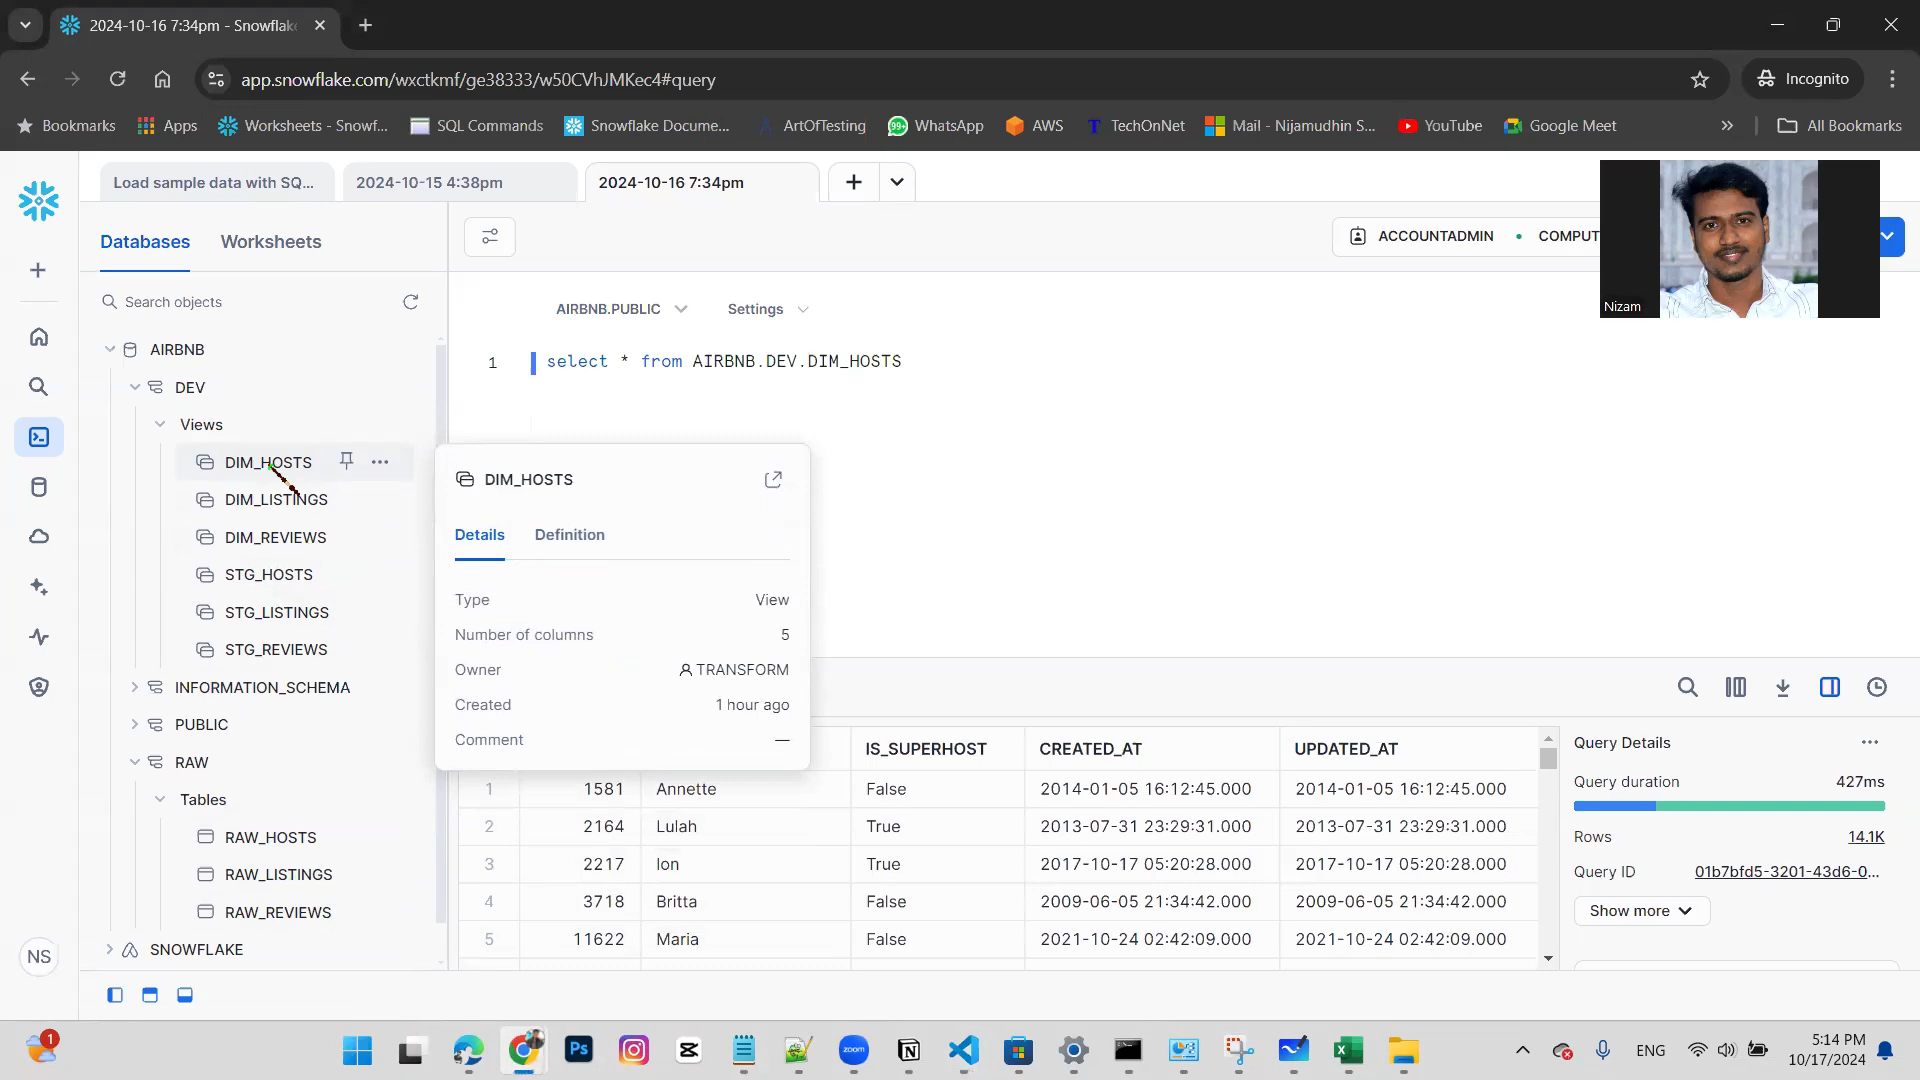 2024-10-16 7:34pm - Snowflake
app.snowflake.com/wxctkmf/ge38333/w50CVhJMKec4#query
Incognito
Bookmarks
Apps
Worksheets - Snowf...
SQL Commands
Snowflake Docume...
ArtOfTesting
WhatsApp
AWS
TechOnNet
Mail - Nijamudhin S...
YouTube
Google Meet
All Bookmarks
Load sample data with SQ...
2024-10-15 4:38pm
2024-10-16 7:34pm
Databases
Worksheets
ACCOUNTADMIN
COMPUT
Nizam
Search objects
AIRBNB.PUBLIC
Settings
AIRBNB
DEV
Views
DIM_HOSTS
DIM_LISTINGS
DIM_REVIEWS
STG_HOSTS
STG_LISTINGS
STG_REVIEWS
INFORMATION_SCHEMA
PUBLIC
RAW
Tables
RAW_HOSTS
RAW_LISTINGS
RAW_REVIEWS
SNOWFLAKE
NS
1 select * from AIRBNB.DEV.DIM_HOSTS
DIM_HOSTS
Details Definition
Type View
Number of columns 5
Owner TRANSFORM
Created 1 hour ago
Comment —
IS_SUPERHOST CREATED_AT UPDATED_AT
1 1581 Annette False 2014-01-05 16:12:45.000 2014-01-05 16:12:45.000
2 2164 Lulah True 2013-07-31 23:29:31.000 2013-07-31 23:29:31.000
3 2217 Ion True 2017-10-17 05:20:28.000 2017-10-17 05:20:28.000
4 3718 Britta False 2009-06-05 21:34:42.000 2009-06-05 21:34:42.000
5 11622 Maria False 2021-10-24 02:42:09.000 2021-10-24 02:42:09.000
Query Details
Query duration 427ms
Rows 14.1K
Query ID 01b7bfd5-3201-43d6-0...
Show more
1
Ps
zoom
ENG
5:14 PM
10/17/2024